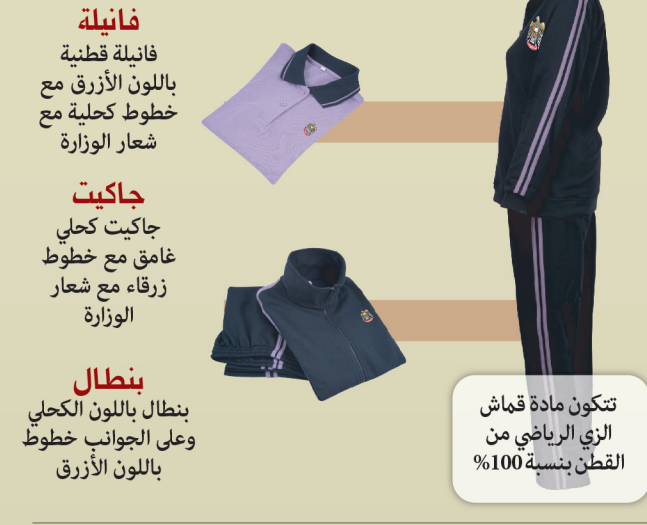 فانيلة
فانيلة قطنية
باللون الأزرق مع
خطوط كحلية مع
شعار الوزارة
جاكيت
جاكيت كحلي
غامق مع خطوط
زرقاء مع شعار
الوزارة
بنطال
بنطال باللون الكحلي
وعلى الجوانب خطوط
باللون الأزرق
تتكون مادة قماش
الزي الرياضي من
القطن بنسبة 100%